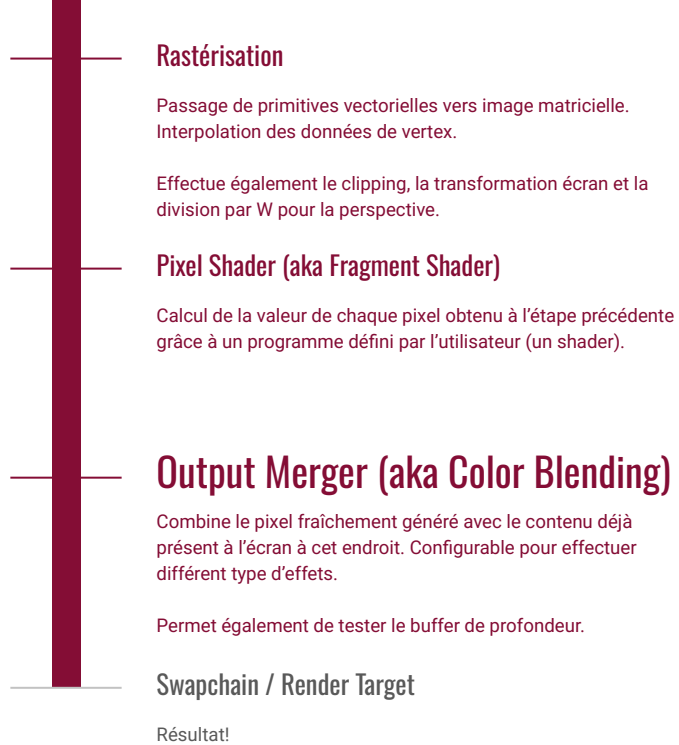 Rastérisation
Passage de primitives vectorielles vers image matricielle.
Interpolation des données de vertex.
Effectue également le clipping, la transformation écran et la
division par W pour la perspective.
Pixel Shader (aka Fragment Shader)
Calcul de la valeur de chaque pixel obtenu à l’étape précédente
grâce à un programme défini par l’utilisateur (un shader).
Output Merger (aka Color Blending)
Combine le pixel fraîchement généré avec le contenu déjà
présent à l’écran à cet endroit. Configurable pour effectuer
différent type d’effets.
Permet également de tester le buffer de profondeur.
Swapchain / Render Target
Résultat!